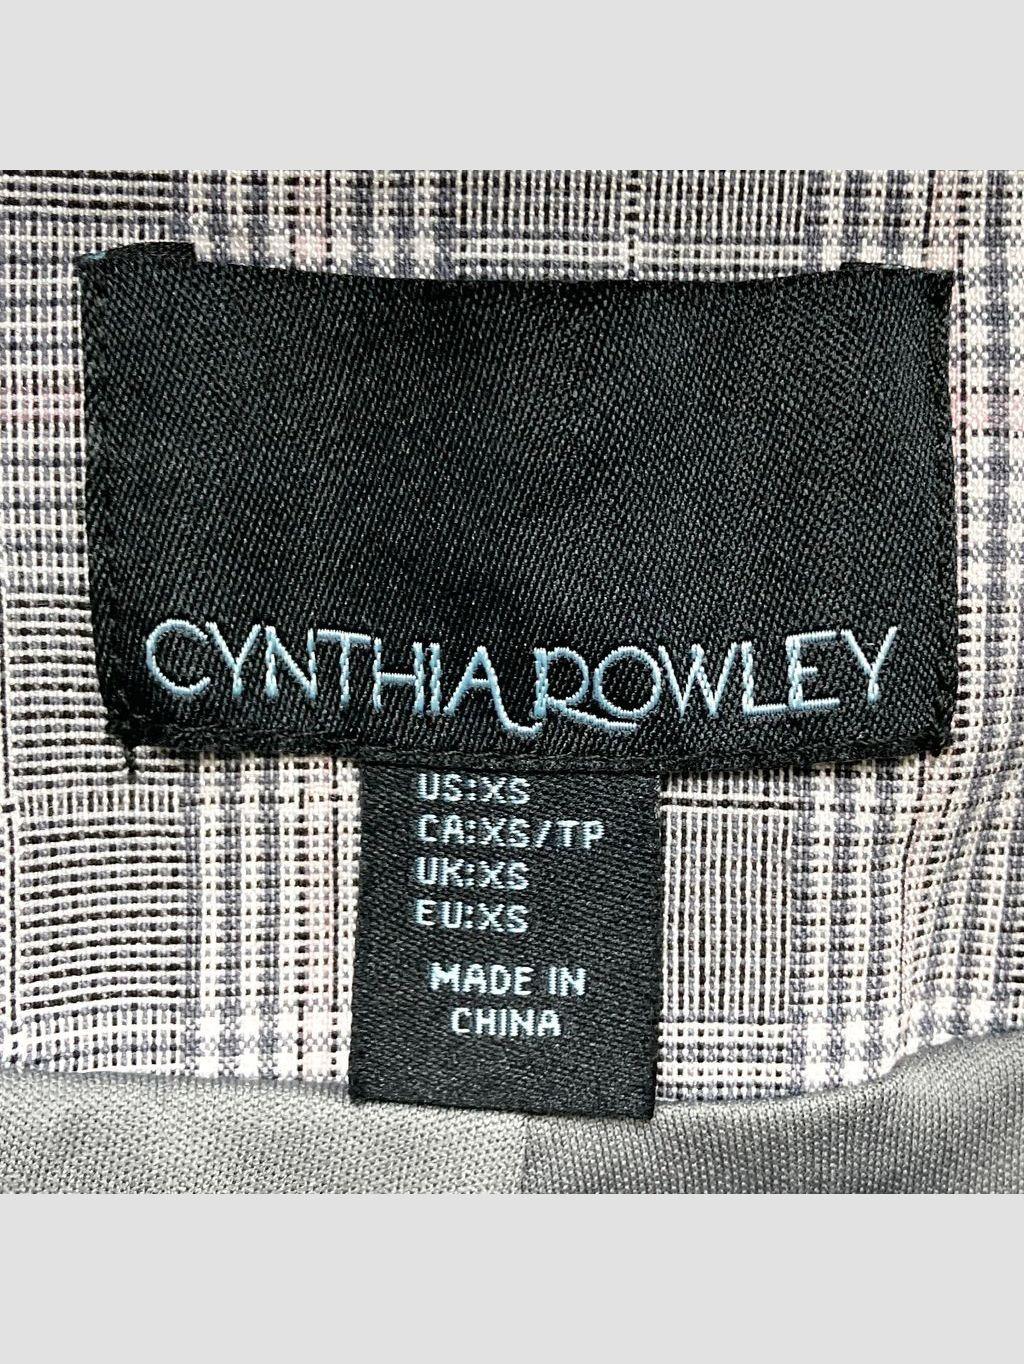 CYNTHIA ROWLEY
US:XS
CA:XS/TP
UK:XS
EU:XS
MADE IN
CHINA